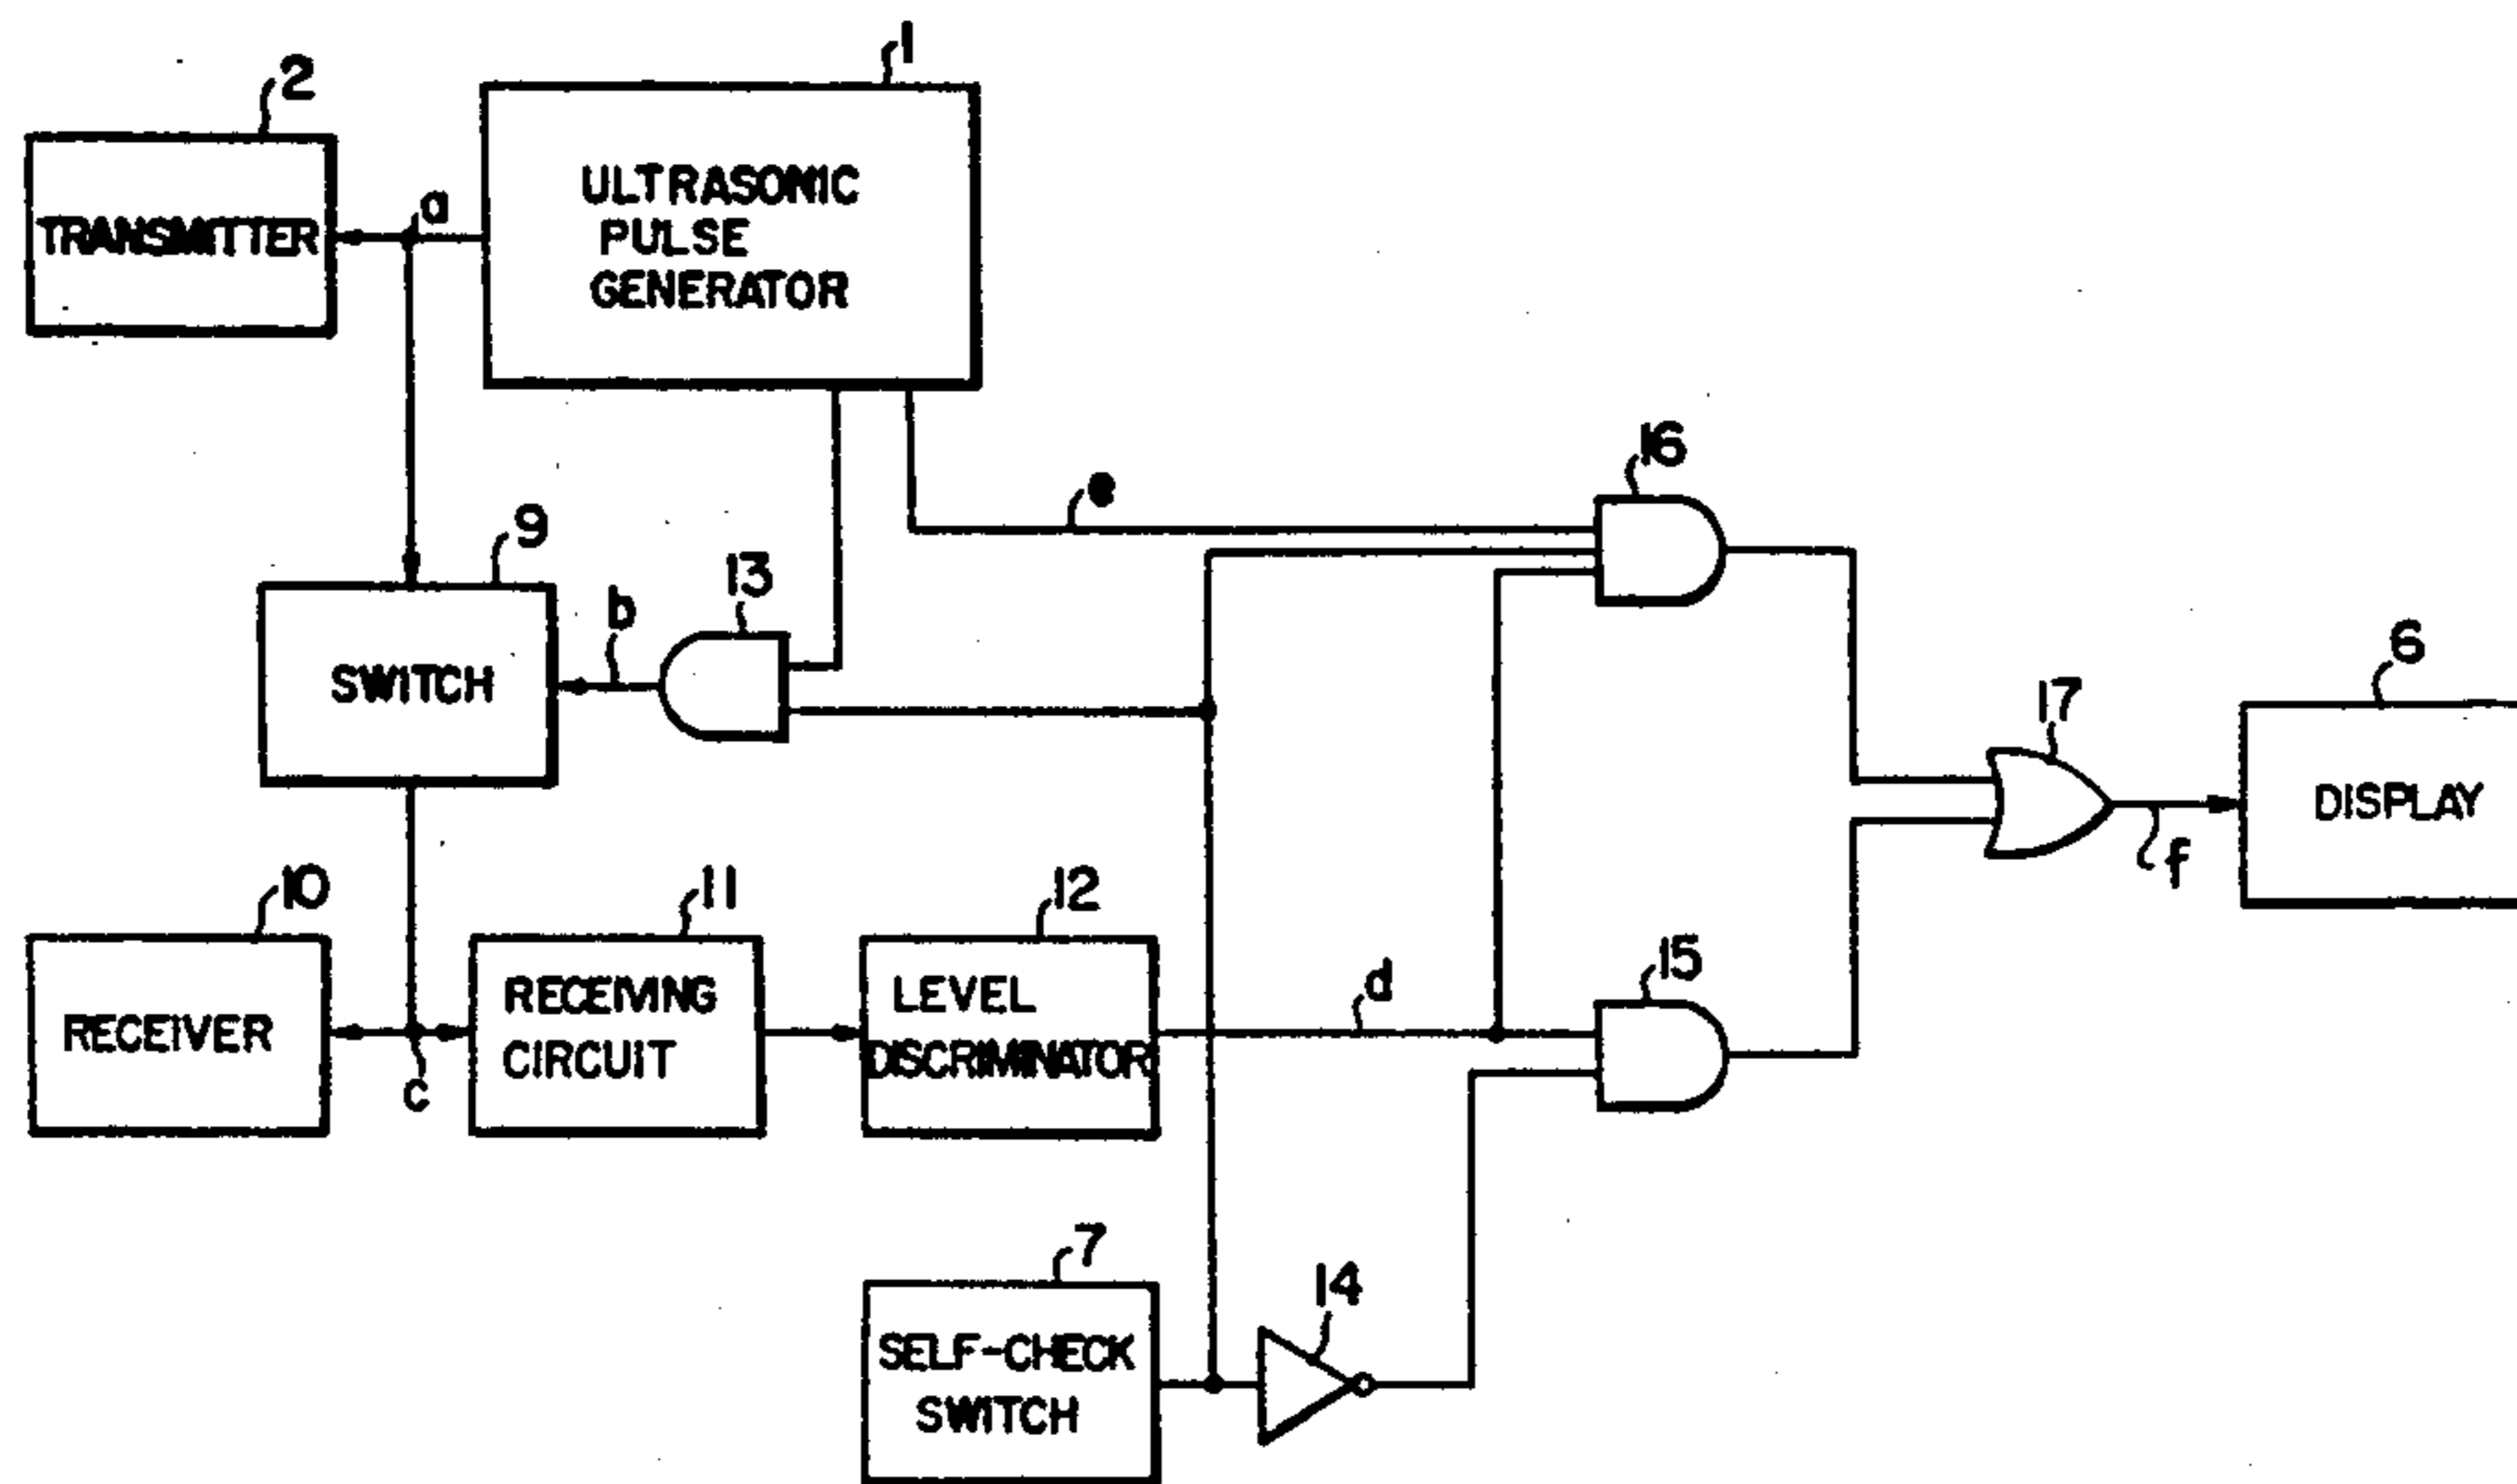 1
2
ULTRASONIC
PULSE
GENERATOR
TRANSMITTER
a
16
e
9
13
b
SWITCH
6
17
DISPLAY
f
10
11
12
15
RECEIVER
RECEIVING
CIRCUIT
LEVEL
DISCRIMINATOR
d
c
7
14
SELF-CHECK
SWITCH